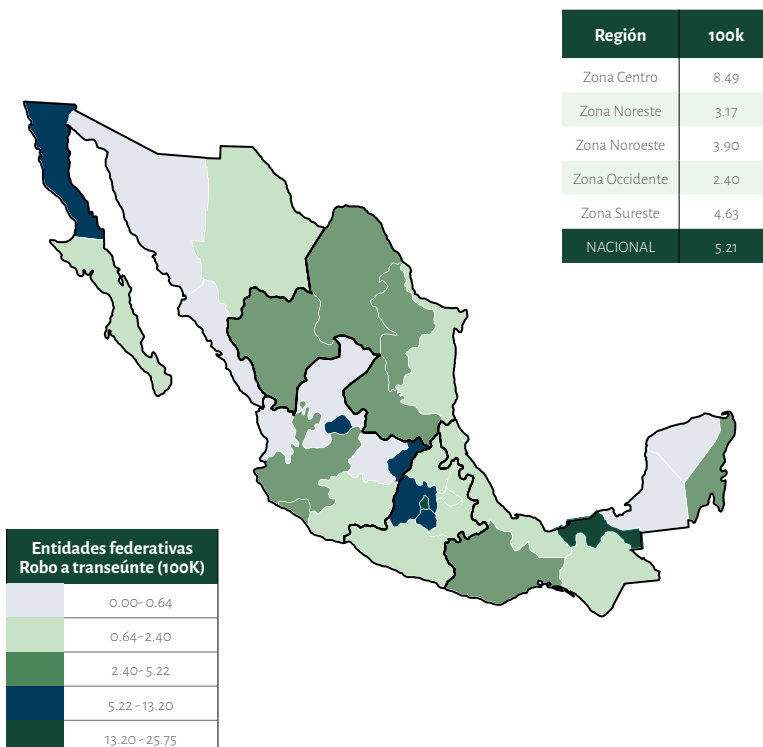 Región 100k
Zona Centro 8.49
Zona Noreste 3.17
Zona Noroeste 3.90
Zona Occidente 2.40
Zona Sureste 4.63
NACIONAL 5.21
Entidades federativas
Robo a transeúnte (100K)
0.00- 0.64
0.64- 2.40
2.40- 5.22
5.22 - 13.20
13.20 - 25.75